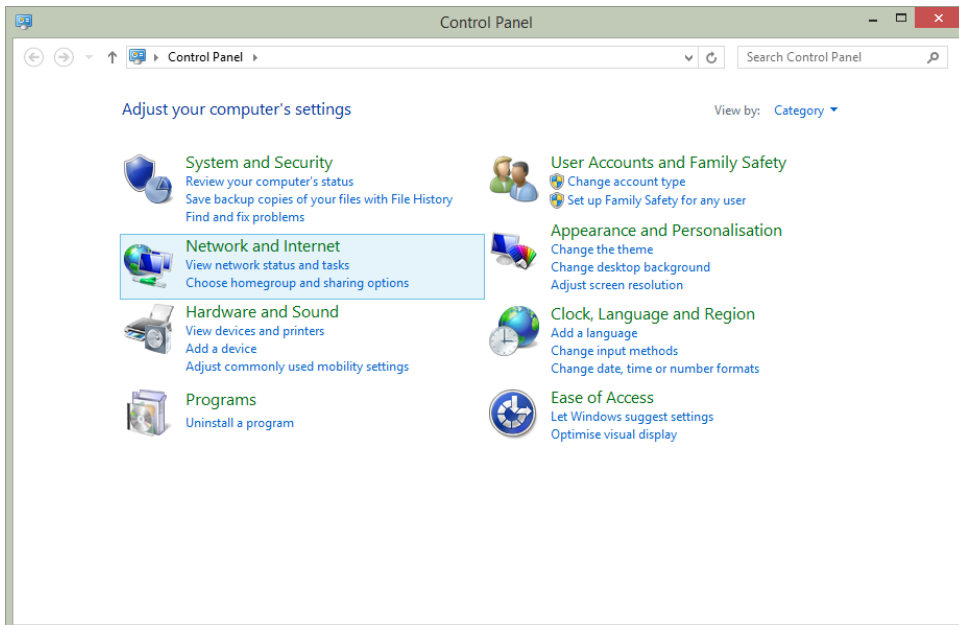 Control Panel
Control Panel
Search Control Panel
Adjust your computer's settings
View by: Category
System and Security
Review your computer's status
Save backup copies of your files with File History
Find and fix problems
Network and Internet
View network status and tasks
Choose homegroup and sharing options
Hardware and Sound
View devices and printers
Add a device
Adjust commonly used mobility settings
Programs
Uninstall a program
User Accounts and Family Safety
Change account type
Set up Family Safety for any user
Appearance and Personalisation
Change the theme
Change desktop background
Adjust screen resolution
Clock, Language and Region
Add a language
Change input methods
Change date, time or number formats
Ease of Access
Let Windows suggest settings
Optimise visual display